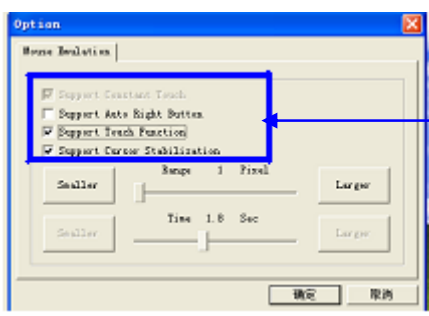 Option
Mouse Emulation
Support Constant Touch
Support Auto Right Button
Support Touch Function
Support Cursor Stabilization
Range 1 Pixel
Smaller Larger
Time 1.8 Sec
Smaller Larger
确定 取消